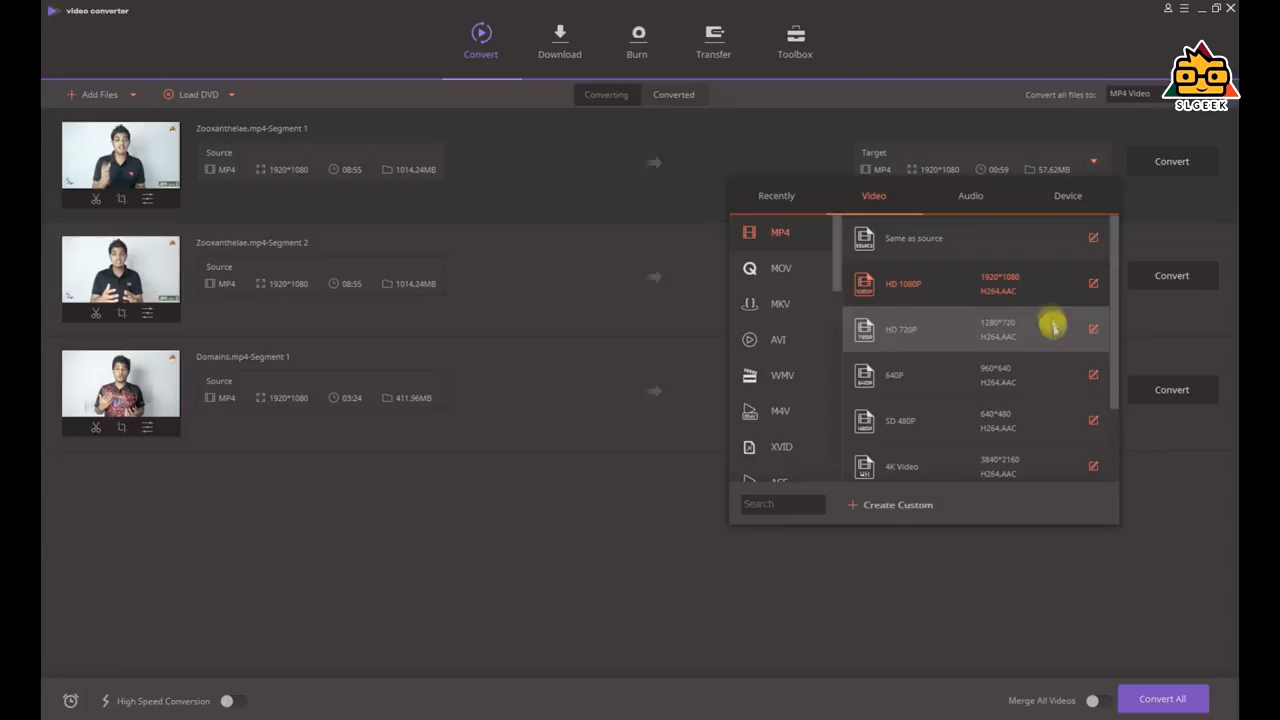 video converter
Convert
Download
Burn
Transfer
Toolbox
SLGEEK
Add Files
Load DVD
Converting
Converted
Convert all files to:
MP4 Video
Zooxanthelae.mp4-Segment 1
Source
MP4
1920*1080
08:55
1014.24MB
Target
MP4
1920*1080
00:59
57.62MB
Convert
Zooxanthelae.mp4-Segment 2
Source
MP4
1920*1080
08:55
1014.24MB
Convert
Domains.mp4-Segment 1
Source
MP4
1920*1080
03:24
411.96MB
Convert
Recently
Video
Audio
Device
MP4
MOV
MKV
AVI
WMV
M4V
XVID
Same as source
HD 1080P
1920*1080
H264,AAC
HD 720P
1280*720
H264,AAC
640P
960*640
H264,AAC
SD 480P
640*480
H264,AAC
4K Video
3840*2160
H264,AAC
Search
Create Custom
High Speed Conversion
Merge All Videos
Convert All